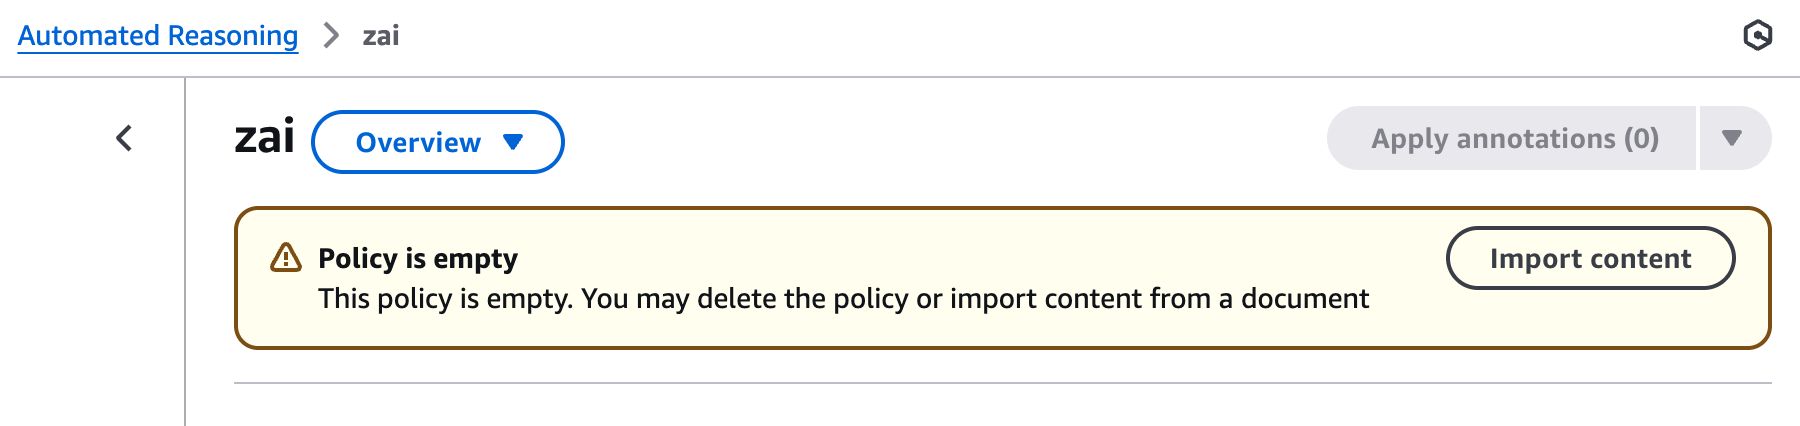 Automated Reasoning > zai
zai
Overview
Apply annotations (0)
Policy is empty
This policy is empty. You may delete the policy or import content from a document
Import content